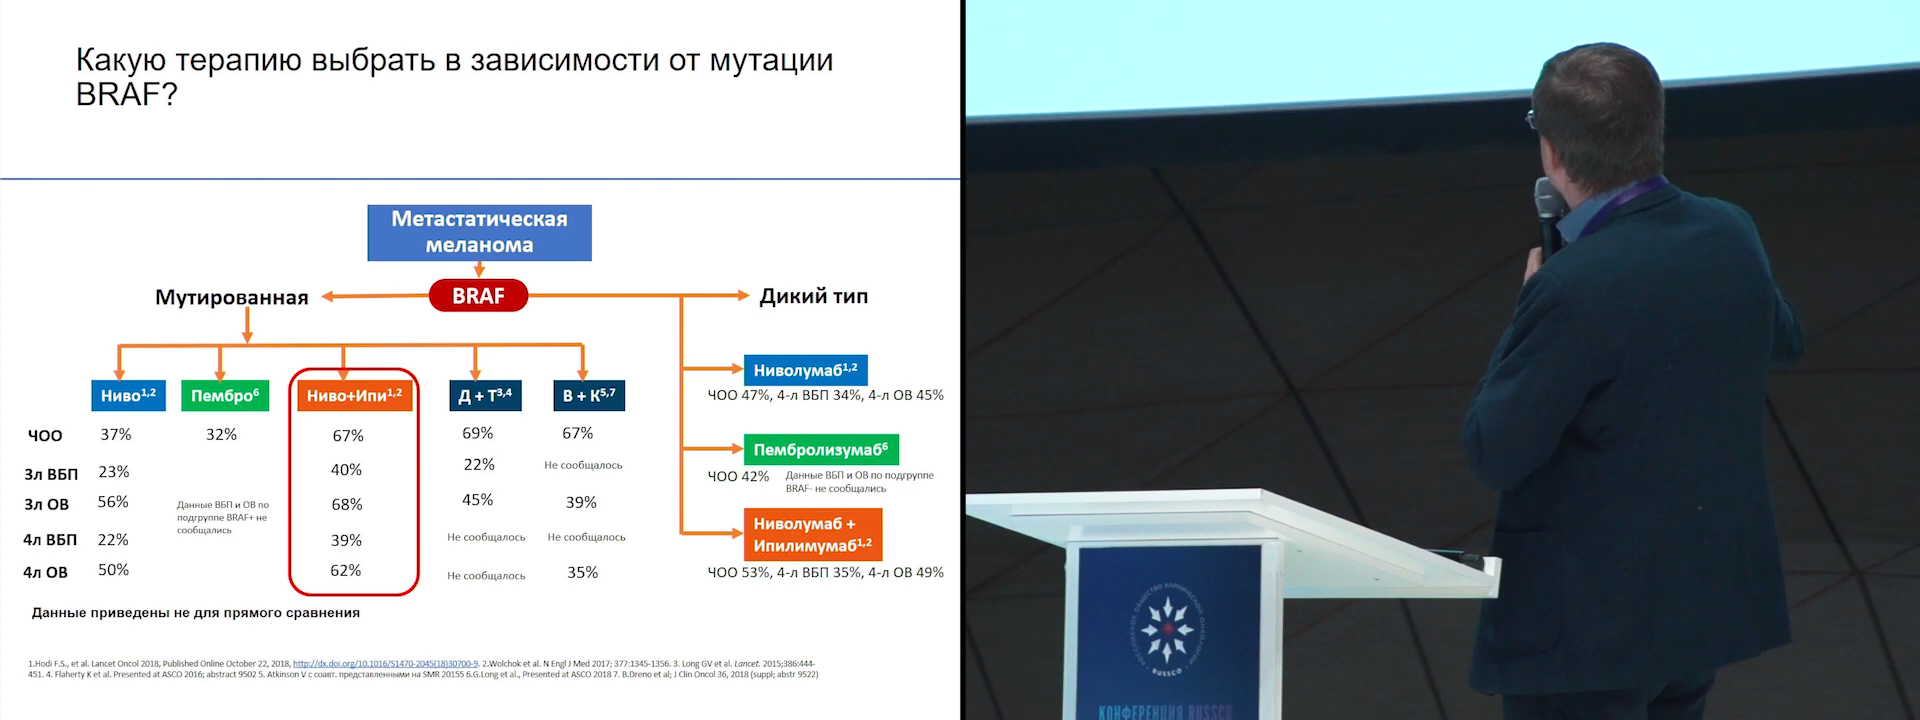 Какую терапию выбрать в зависимости от мутации
BRAF?
Метастатическая
меланома
BRAF
Мутированная
Дикий тип
Ниво1,2
Пембро6
Ниво+Ипи1,2
Д + Т3,4
В + К5,7
ЧОО 37% 32% 67% 69% 67%
3л ВБП 23% 40% 22% Не сообщалось
3л ОВ 56% 68% 45% 39%
Данные ВБП и ОВ по
подгруппе BRAF+ не
сообщались
4л ВБП 22% 39% Не сообщалось Не сообщалось
4л ОВ 50% 62% Не сообщалось 35%
Ниволумаб1,2
ЧОО 47%, 4-л ВБП 34%, 4-л ОВ 45%
Пембролизумаб6
ЧОО 42% Данные ВБП и ОВ по подгруппе
BRAF- не сообщались
Ниволумаб +
Ипилимумаб1,2
ЧОО 53%, 4-л ВБП 35%, 4-л ОВ 49%
Данные приведены не для прямого сравнения
1.Hodi F.S., et al. Lancet Oncol 2018, Published Online October 22, 2018, http://dx.doi.org/10.1016/S1470-2045(18)30700-9. 2.Wolchok et al. N Engl J Med 2017; 377:1345-1356. 3. Long GV et al. Lancet. 2015;386:444-
451. 4. Flaherty K et al. Presented at ASCO 2016; abstract 9502 5. Atkinson V с соавт. представленными на SMR 20155 6.G.Long et al., Presented at ASCO 2018 7. B.Dreno et al; J Clin Oncol 36, 2018 (suppl; abstr 9522)
РОССИЙСКОЕ ОБЩЕСТВО КЛИНИЧЕСКОЙ ОНКОЛОГИИ
RUSSCO
КОНФЕРЕНЦИЯ RUSSCO